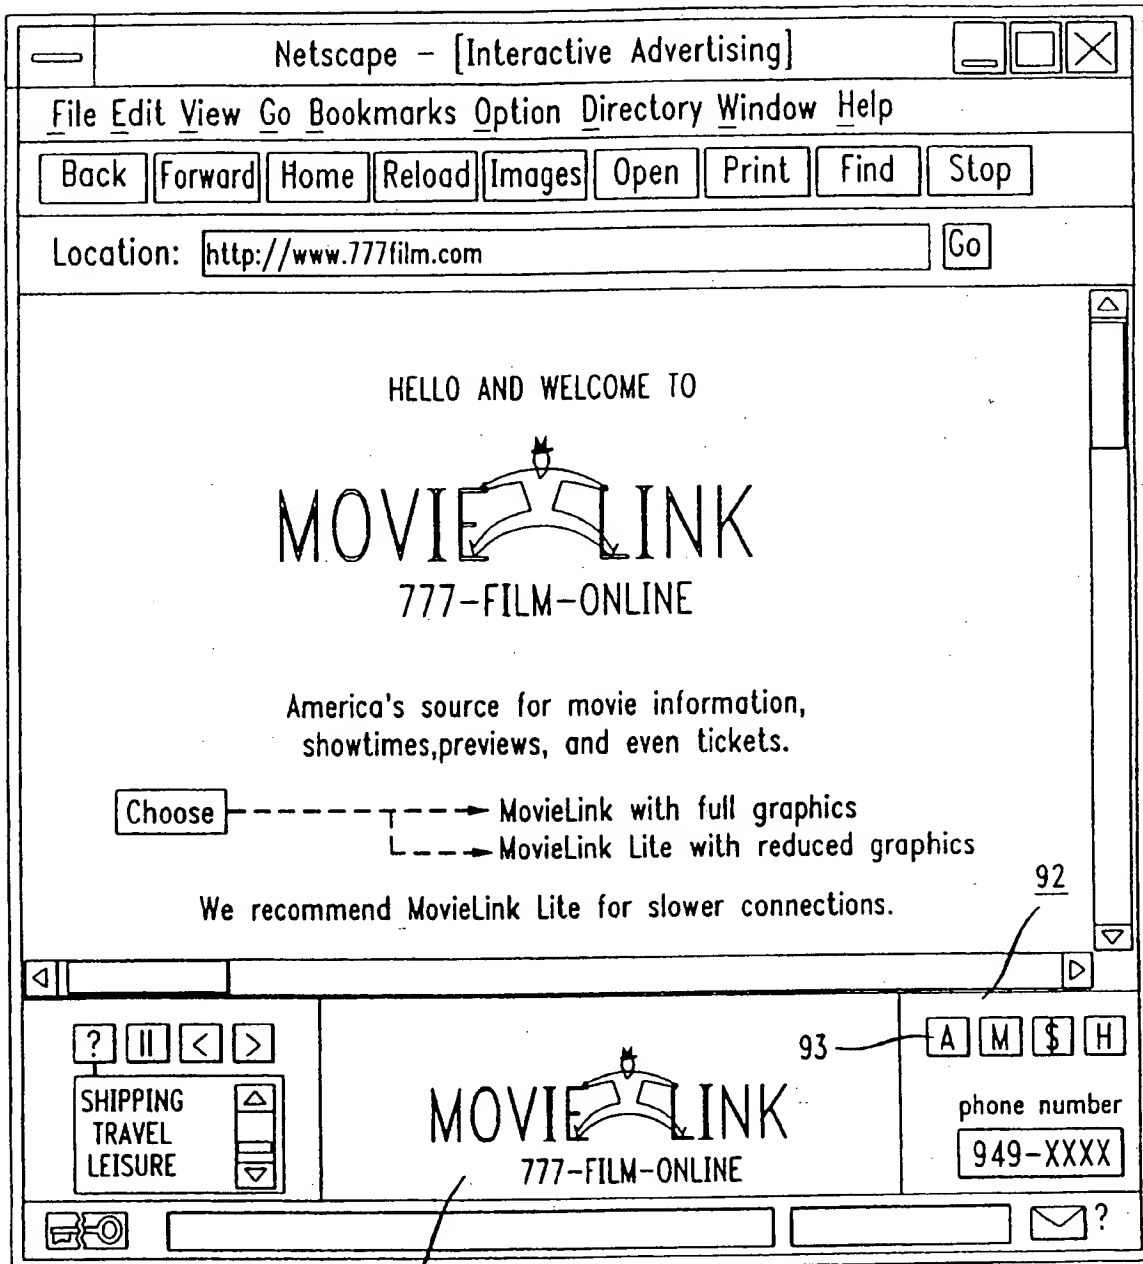 Netscape - [Interactive Advertising]
File Edit View Go Bookmarks Option Directory Window Help
Back Forward Home Reload Images Open Print Find Stop
Location: http://www.777film.com Go
HELLO AND WELCOME TO
MOVIELINK
777-FILM-ONLINE
America's source for movie information,
showtimes,previews, and even tickets.
Choose MovieLink with full graphics
MovieLink Lite with reduced graphics
We recommend MovieLink Lite for slower connections.
92
? || < > 93 A M $ H
SHIPPING
TRAVEL
LEISURE
MOVIELINK
777-FILM-ONLINE
phone number
949-XXXX
?